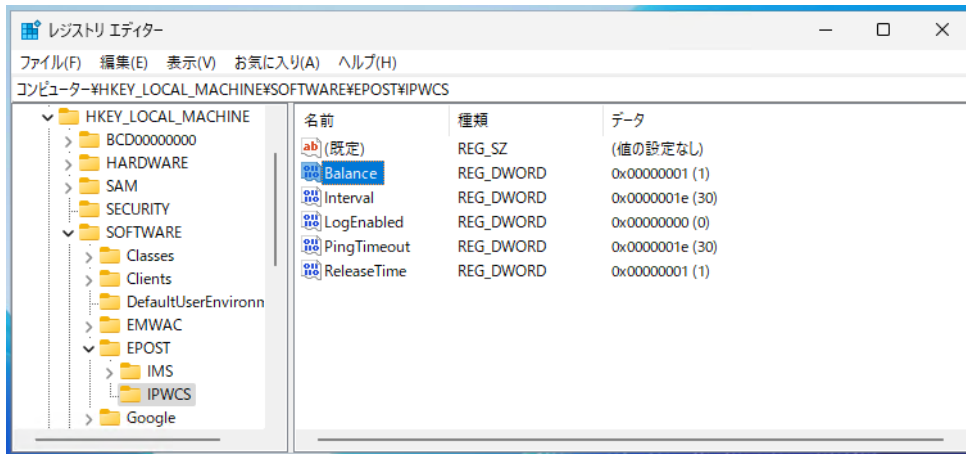 レジストリ エディター
ファイル(F) 編集(E) 表示(V) お気に入り(A) ヘルプ(H)
コンピューター¥HKEY_LOCAL_MACHINE¥SOFTWARE¥EPOST¥IPWCS
HKEY_LOCAL_MACHINE
BCD00000000
HARDWARE
SAM
SECURITY
SOFTWARE
Classes
Clients
DefaultUserEnvironm
EMWAC
EPOST
IMS
IPWCS
Google
名前 種類 データ
ab (既定) REG_SZ (値の設定なし)
Balance REG_DWORD 0x00000001 (1)
Interval REG_DWORD 0x0000001e (30)
LogEnabled REG_DWORD 0x00000000 (0)
PingTimeout REG_DWORD 0x0000001e (30)
ReleaseTime REG_DWORD 0x00000001 (1)